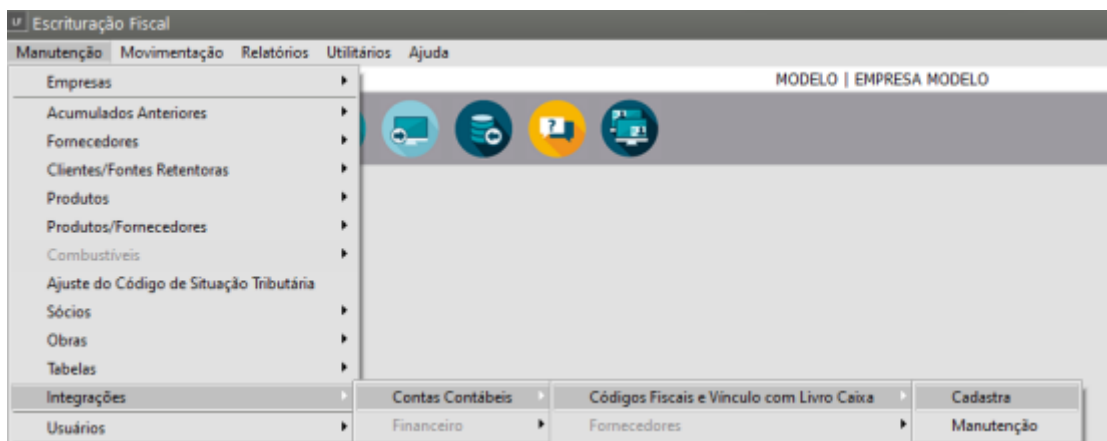 LF Escrituração Fiscal
Manutenção Movimentação Relatórios Utilitários Ajuda
MODELO | EMPRESA MODELO
Empresas
Acumulados Anteriores
Fornecedores
Clientes/Fontes Retentoras
Produtos
Produtos/Fornecedores
Combustíveis
Ajuste do Código de Situação Tributária
Sócios
Obras
Tabelas
Integrações Contas Contábeis Códigos Fiscais e Vínculo com Livro Caixa Cadastra
Usuários Financeiro Fornecedores Manutenção